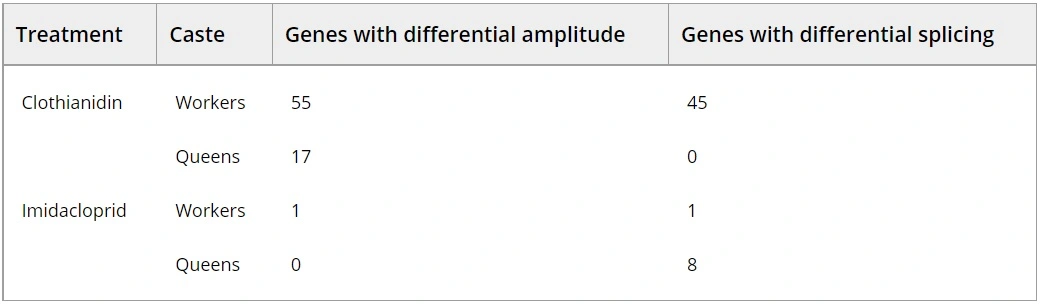 Treatment Caste Genes with differential amplitude Genes with differential splicing
Clothianidin Workers 55 45
Queens 17 0
Imidacloprid Workers 1 1
Queens 0 8